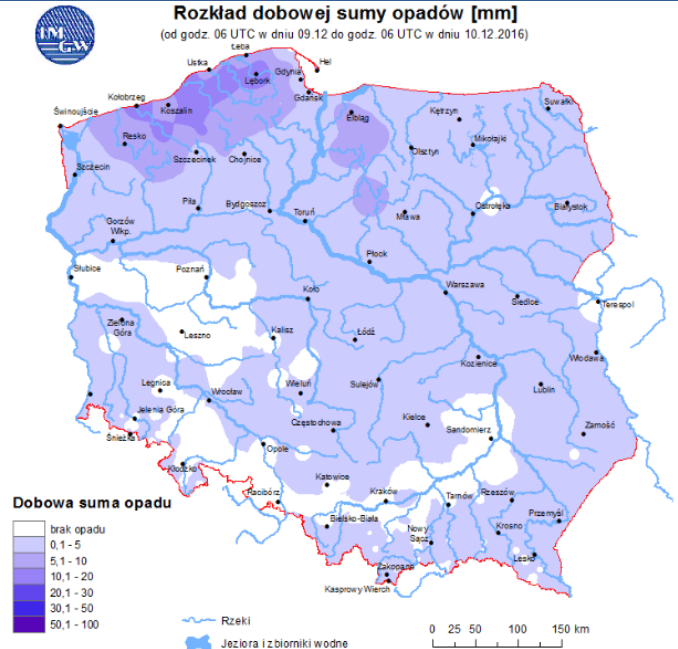 Rozkład dobowej sumy opadów [mm]
(od godz. 06 UTC w dniu 09.12 do godz. 06 UTC w dniu 10.12.2016)
IM
G.W
Łeba
Hel
Ustka
Gdynia
Lębork
Kołobrzeg
Koszalin
Gdańsk
Suwałki
Świnoujście
Elbląg
Kętrzyn
Resko
Mikołajki
Szczecinek
Chojnice
Olsztyn
Szczecin
Piła
Bydgoszcz
Toruń
Mława
Ostrołęka
Białystok
Gorzów
Wlkp.
Płock
Słubice
Poznań
Koło
Warszawa
Siedlce
Terespol
Zielona
Góra
Leszno
Kalisz
Łódź
Kozienice
Włodawa
Legnica
Wrocław
Wieluń
Sulejów
Lublin
Jelenia Góra
Śnieżka
Częstochowa
Kielce
Sandomierz
Zamość
Opole
Kłodzko
Racibórz
Katowice
Kraków
Tarnów
Rzeszów
Bielsko-Biała
Nowy
Sącz
Krosno
Przemyśl
Lesko
Zakopane
Kasprowy Wierch
Dobowa suma opadu
brak opadu
0,1 - 5
5,1 - 10
10,1 - 20
20,1 - 30
30,1 - 50
50,1 - 100
Rzeki
Jeziora i zbiorniki wodne
0 25 50 100 150 km